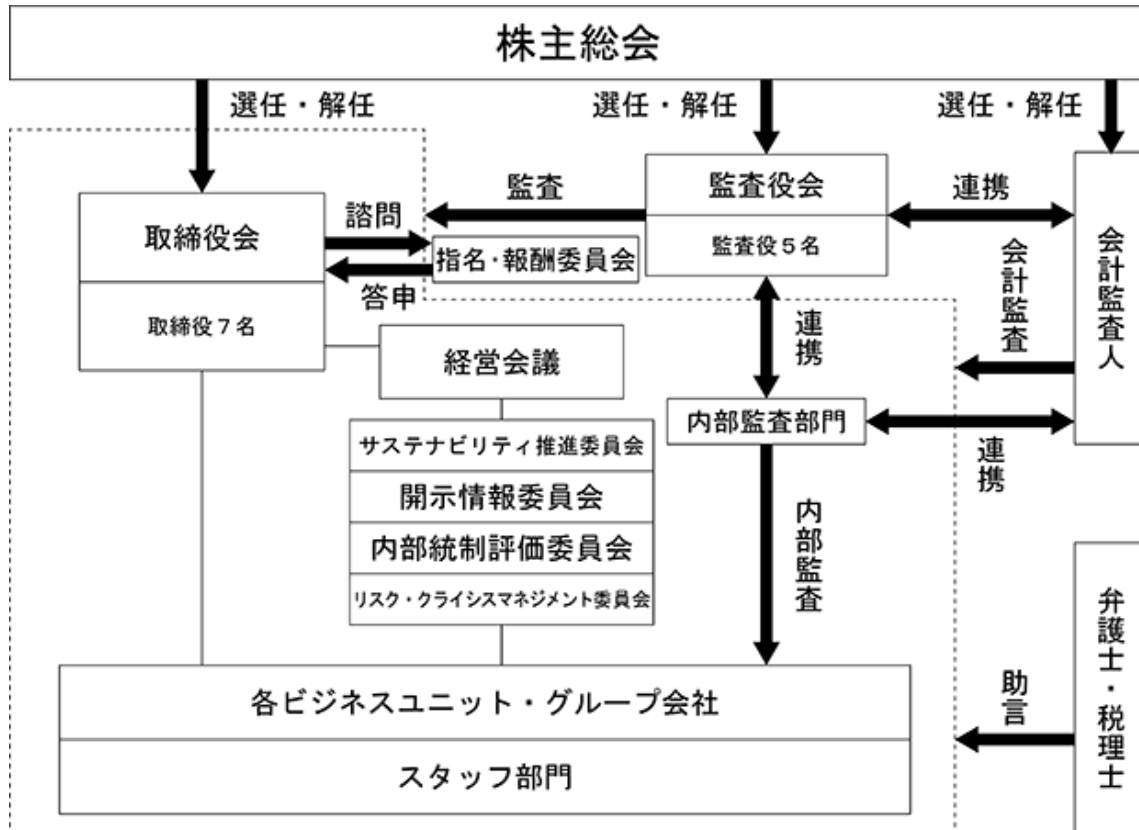 株主総会
選任・解任
選任・解任
選任・解任
取締役会
取締役７名
諮問
答申
監査
指名・報酬委員会
監査役会
監査役５名
連携
会計監査人
会計監査
経営会議
連携
内部監査部門
連携
サステナビリティ推進委員会
開示情報委員会
内部統制評価委員会
リスク・クライシスマネジメント委員会
内部監査
弁護士・税理士
助言
各ビジネスユニット・グループ会社
スタッフ部門